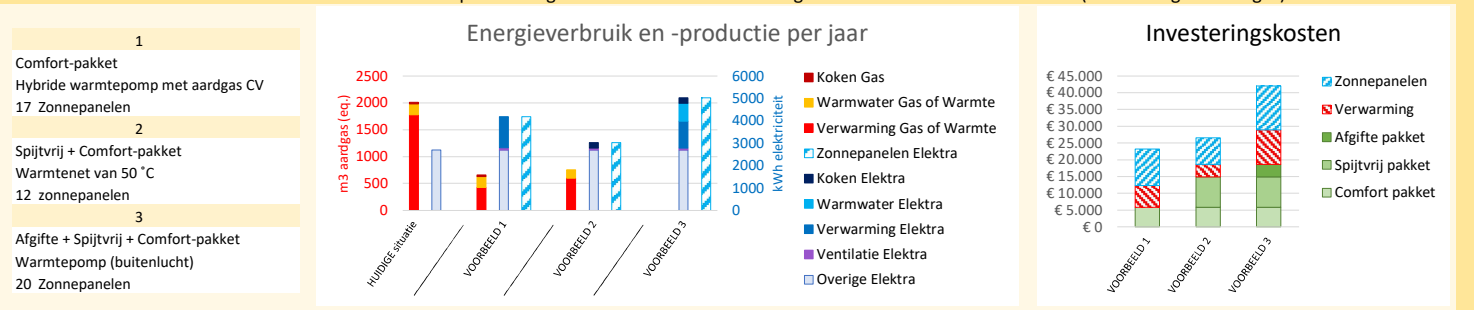 1
Comfort-pakket
Hybride warmtepomp met aardgas CV
17 Zonnepanelen
2
Spijtvrij + Comfort-pakket
Warmtenet van 50 ˚C
12 zonnepanelen
3
Afgifte + Spijtvrij + Comfort-pakket
Warmtepomp (buitenlucht)
20 Zonnepanelen
Energieverbruik en -productie per jaar
m3 aardgas (eq.)
2500
2000
1500
1000
500
0
6000
5000
4000
3000
2000
1000
0
kWh elektriciteit
HUIDIGE situatie
VOORBEELD 1
VOORBEELD 2
VOORBEELD 3
Koken Gas
Warmwater Gas of Warmte
Verwarming Gas of Warmte
Zonnepanelen Elektra
Koken Elektra
Warmwater Elektra
Verwarming Elektra
Ventilatie Elektra
Overige Elektra
Investeringskosten
€ 45.000
€ 40.000
€ 35.000
€ 30.000
€ 25.000
€ 20.000
€ 15.000
€ 10.000
€ 5.000
€ 0
VOORBEELD 1
VOORBEELD 2
VOORBEELD 3
Zonnepanelen
Verwarming
Afgifte pakket
Spijtvrij pakket
Comfort pakket